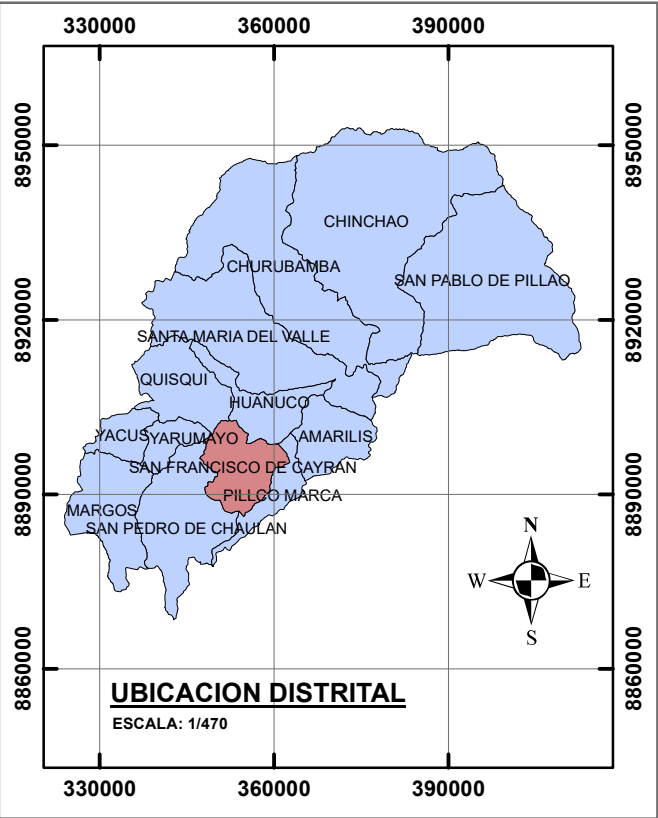 330000 360000 390000
8950000 8950000
CHINCHAO
CHURUBAMBA
SAN PABLO DE PILLAO
8920000 8920000
SANTA MARIA DEL VALLE
QUISQUI
HUANUCO
YACUS YARUMAYO AMARILIS
SAN FRANCISCO DE CAYRAN
8890000 8890000
PILLCO MARCA
MARGOS
SAN PEDRO DE CHAULAN
N
W E
S
8860000 8860000
UBICACION DISTRITAL
ESCALA: 1/470
330000 360000 390000